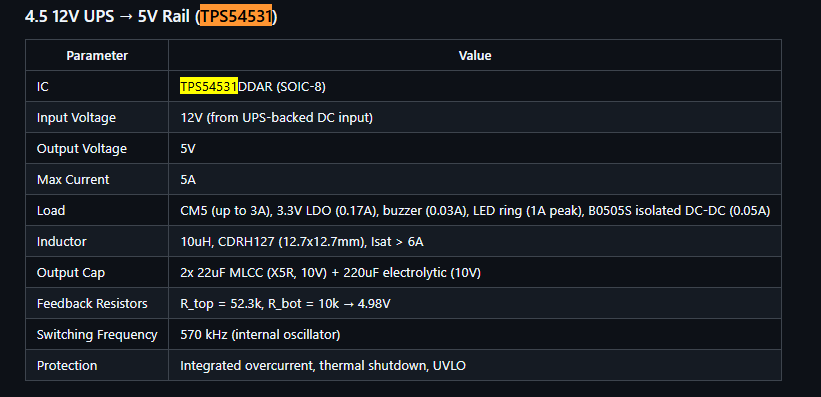 4.5 12V UPS → 5V Rail (TPS54531)
Parameter Value
IC TPS54531DDAR (SOIC-8)
Input Voltage 12V (from UPS-backed DC input)
Output Voltage 5V
Max Current 5A
Load CM5 (up to 3A), 3.3V LDO (0.17A), buzzer (0.03A), LED ring (1A peak), B0505S isolated DC-DC (0.05A)
Inductor 10uH, CDRH127 (12.7x12.7mm), Isat > 6A
Output Cap 2x 22uF MLCC (X5R, 10V) + 220uF electrolytic (10V)
Feedback Resistors R_top = 52.3k, R_bot = 10k → 4.98V
Switching Frequency 570 kHz (internal oscillator)
Protection Integrated overcurrent, thermal shutdown, UVLO